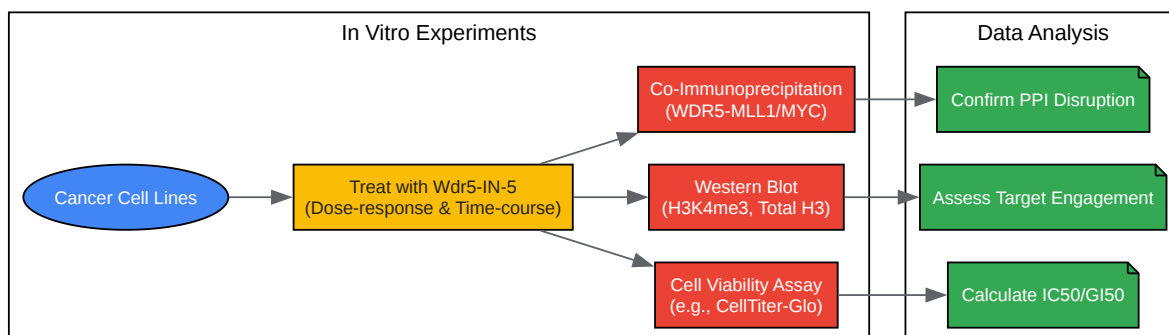 In Vitro Experiments
Data Analysis
Co-Immunoprecipitation
(WDR5-MLL1/MYC)
Confirm PPI Disruption
Cancer Cell Lines
Treat with Wdr5-IN-5
(Dose-response & Time-course)
Western Blot
(H3K4me3, Total H3)
Assess Target Engagement
Cell Viability Assay
(e.g., CellTiter-Glo)
Calculate IC50/GI50